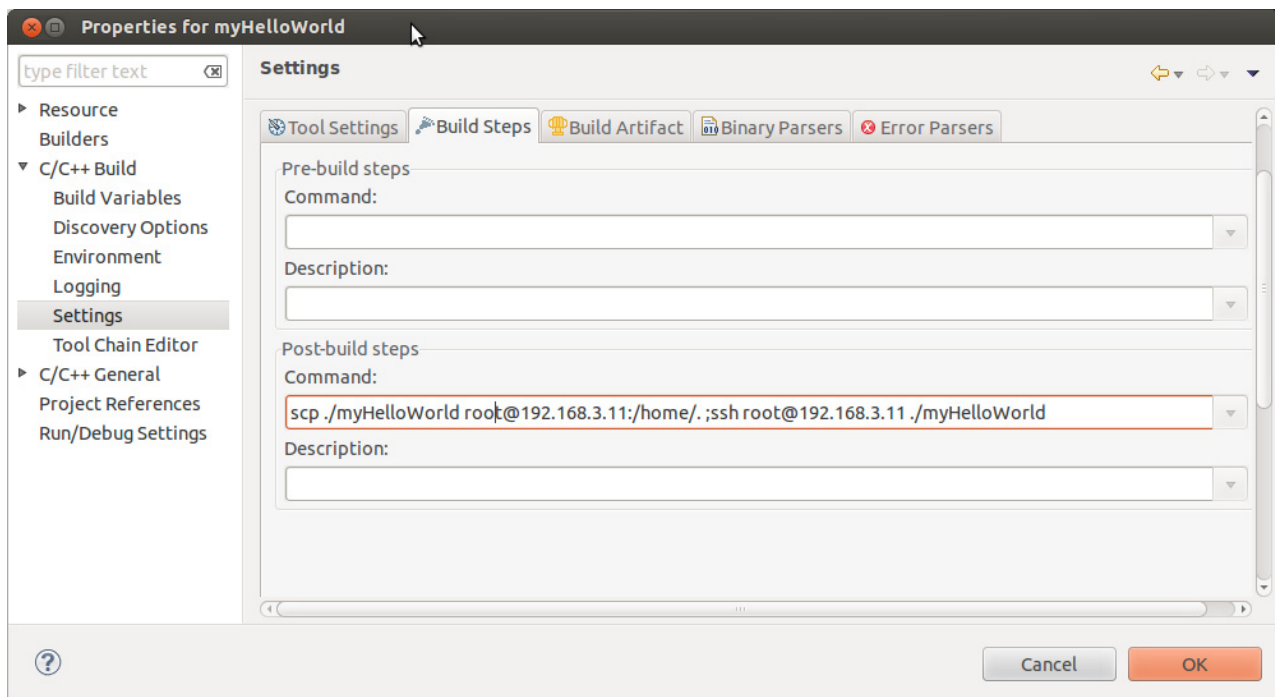 Properties for myHelloWorld
type filter text
Settings
Resource
Builders
C/C++ Build
Build Variables
Discovery Options
Environment
Logging
Settings
Tool Chain Editor
C/C++ General
Project References
Run/Debug Settings
Tool Settings Build Steps Build Artifact Binary Parsers Error Parsers
Pre-build steps
Command:
Description:
Post-build steps
Command:
scp ./myHelloWorld root@192.168.3.11:/home/. ;ssh root@192.168.3.11 ./myHelloWorld
Description:
Cancel OK